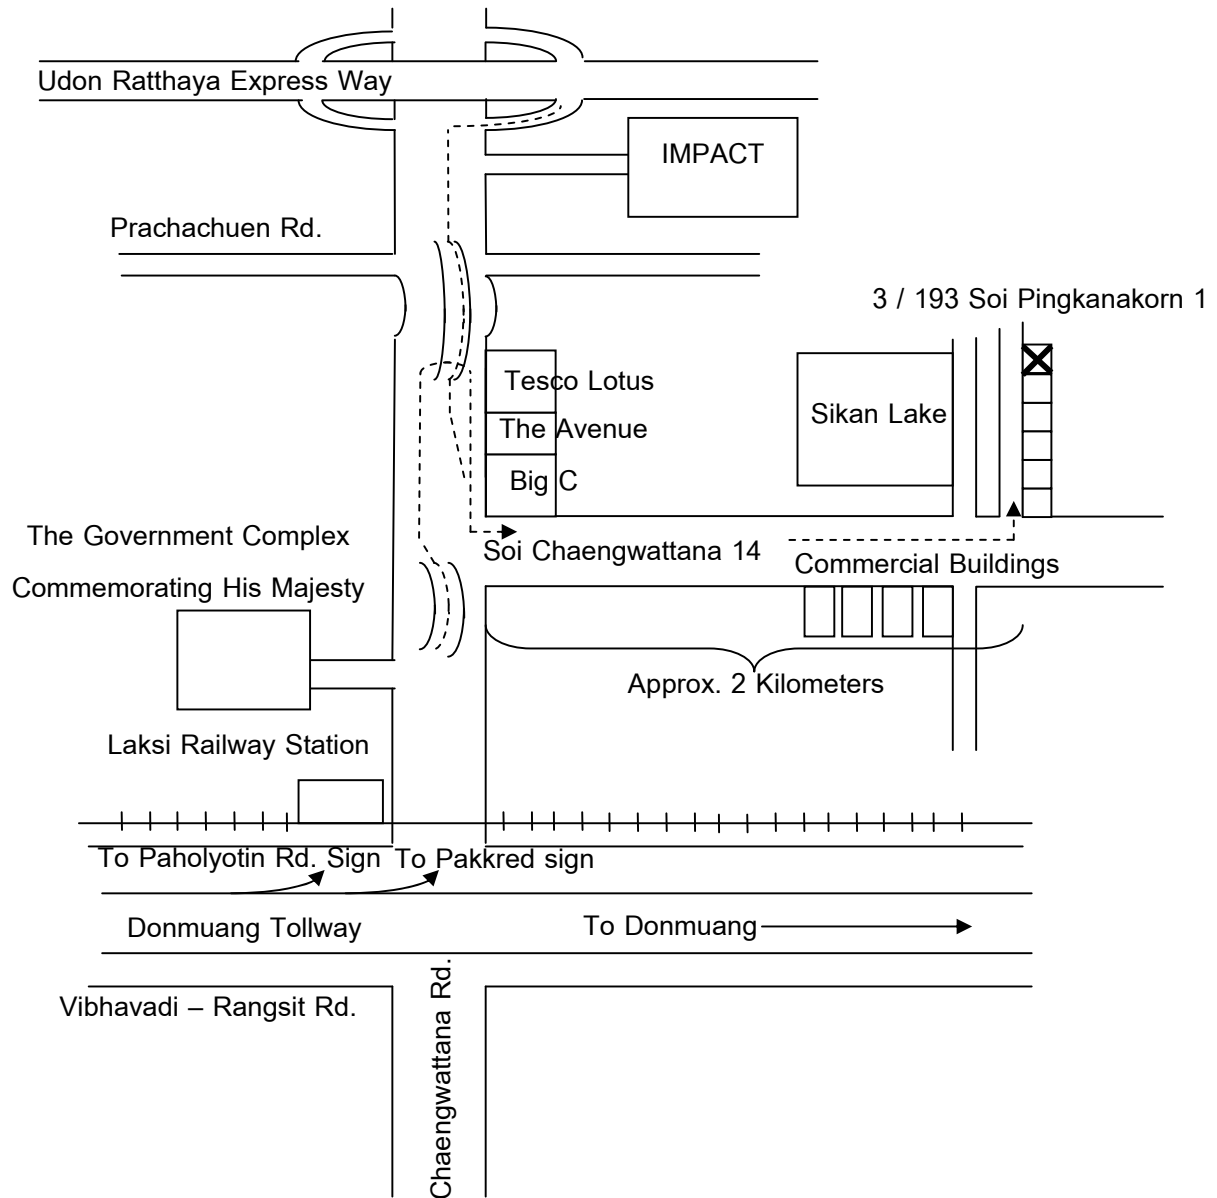 Udon Ratthaya Express Way
IMPACT
Prachachuen Rd.
3 / 193 Soi Pingkanakorn 1
Tesco Lotus
Sikan Lake
The Avenue
Big C
The Government Complex
Commemorating His Majesty
Soi Chaengwattana 14
Commercial Buildings
Approx. 2 Kilometers
Laksi Railway Station
To Paholyotin Rd. Sign
To Pakkred sign
Donmuang Tollway
To Donmuang
Vibhavadi – Rangsit Rd.
Chaengwattana Rd.